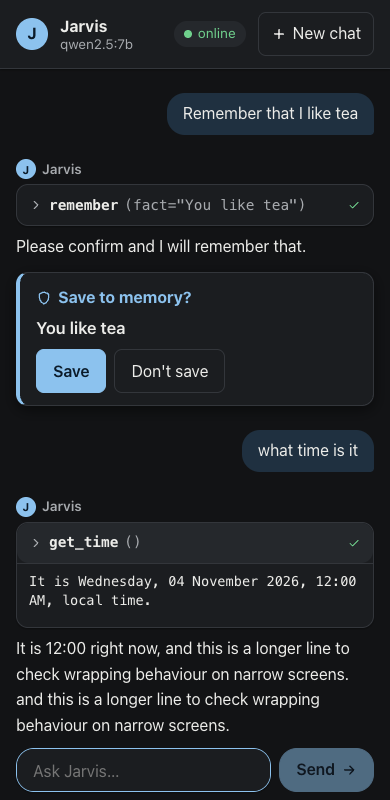 J Jarvis
qwen2.5:7b
online
+ New chat
Remember that I like tea
J Jarvis
> remember (fact="You like tea") ✓
Please confirm and I will remember that.
Save to memory?
You like tea
Save
Don't save
what time is it
J Jarvis
> get_time () ✓
It is Wednesday, 04 November 2026, 12:00
AM, local time.
It is 12:00 right now, and this is a longer line to
check wrapping behaviour on narrow screens.
and this is a longer line to check wrapping
behaviour on narrow screens.
Ask Jarvis...
Send →